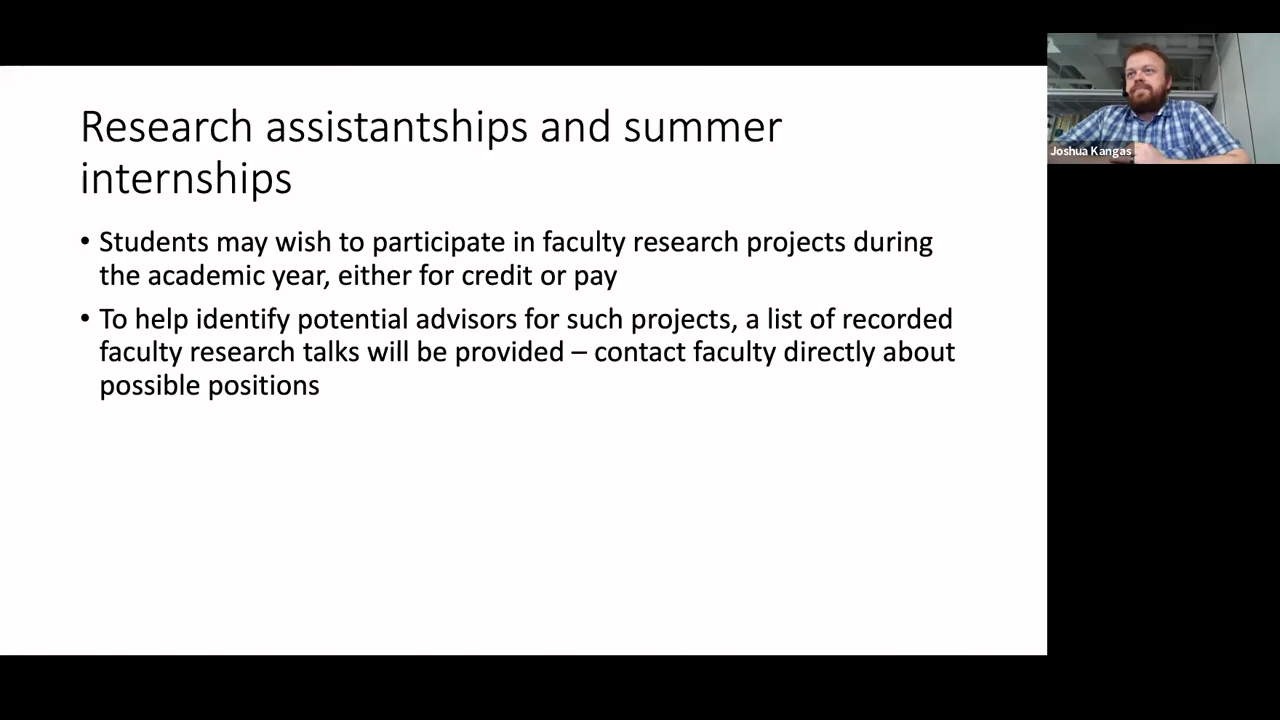 Research assistantships and summer
internships
• Students may wish to participate in faculty research projects during
the academic year, either for credit or pay
• To help identify potential advisors for such projects, a list of recorded
faculty research talks will be provided – contact faculty directly about
possible positions
Joshua Kangas